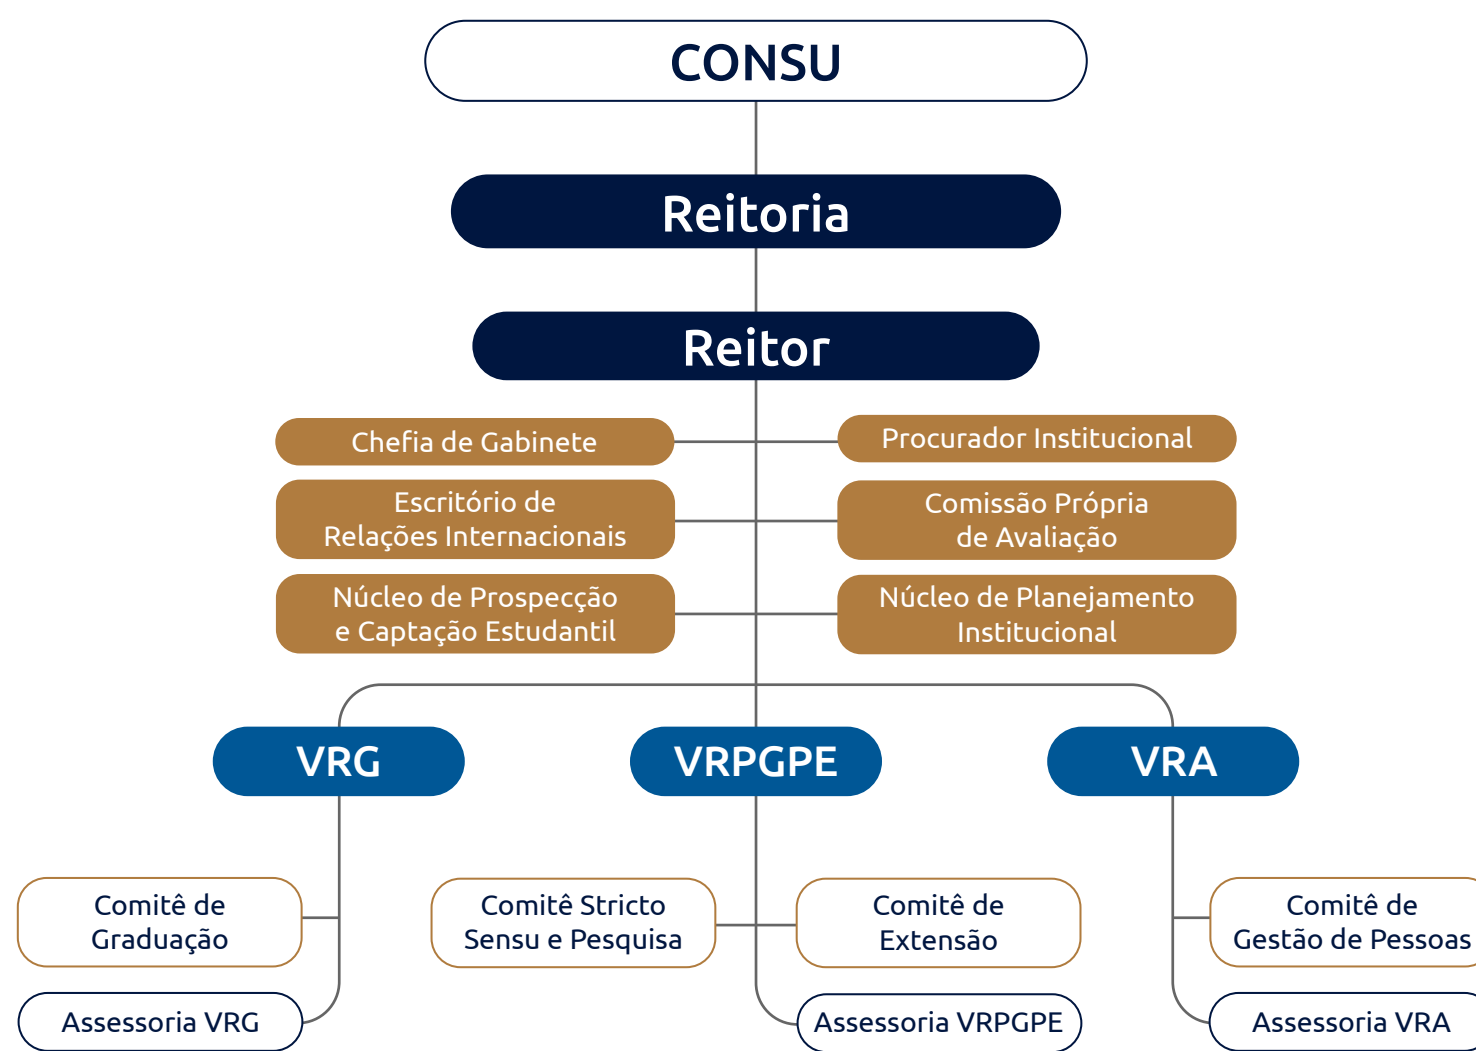 CONSU
Reitoria
Reitor
Chefia de Gabinete
Procurador Institucional
Escritório de
Relações Internacionais
Comissão Própria
de Avaliação
Núcleo de Prospecção
e Captação Estudantil
Núcleo de Planejamento
Institucional
VRG
VRPGPE
VRA
Comitê de
Graduação
Comitê Stricto
Sensu e Pesquisa
Comitê de
Extensão
Comitê de
Gestão de Pessoas
Assessoria VRG
Assessoria VRPGPE
Assessoria VRA